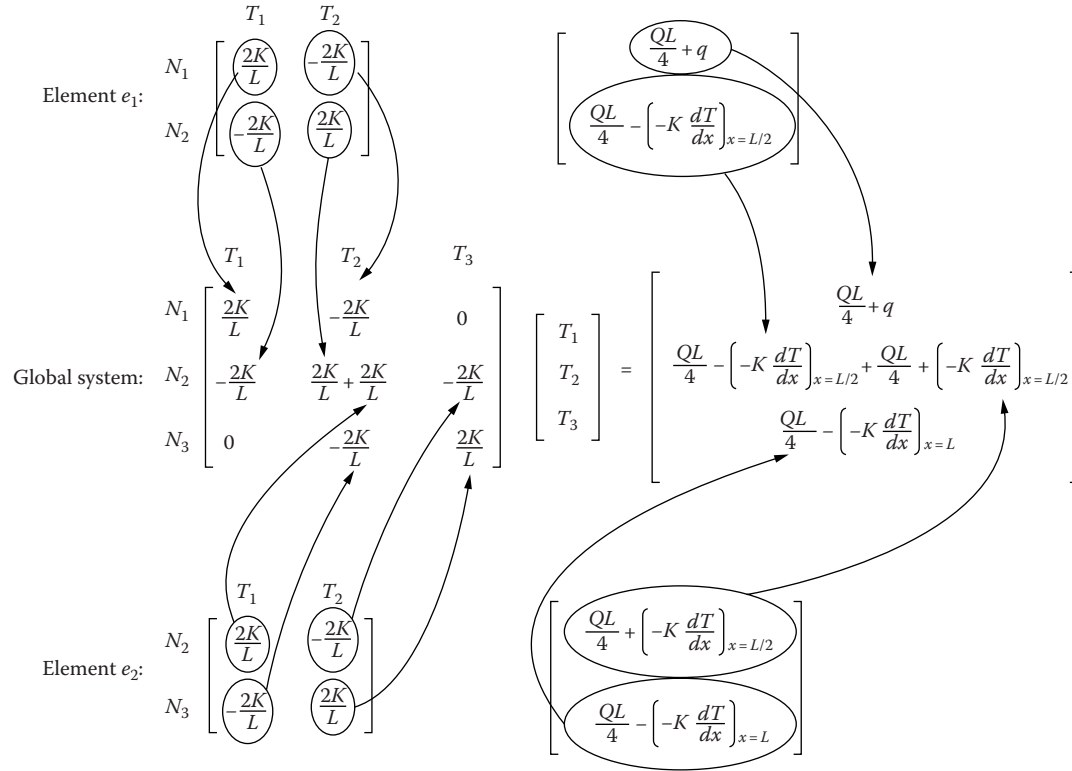 T₁ T₂
Element e₁:
N₁ [ 2K/L -2K/L ]
N₂ [ -2K/L 2K/L ]
[ QL/4 + q ]
[ QL/4 - (-K dT/dx)ₓ₌L/2 ]
T₁ T₂ T₃
Global system:
N₁ [ 2K/L -2K/L 0 ] [ T₁ ] [ QL/4 + q ]
N₂ [ -2K/L 2K/L + 2K/L -2K/L ] [ T₂ ] = [ QL/4 - (-K dT/dx)ₓ₌L/2 + QL/4 + (-K dT/dx)ₓ₌L/2 ]
N₃ [ 0 -2K/L 2K/L ] [ T₃ ] [ QL/4 - (-K dT/dx)ₓ₌L ]
T₁ T₂
Element e₂:
N₂ [ 2K/L -2K/L ]
N₃ [ -2K/L 2K/L ]
[ QL/4 + (-K dT/dx)ₓ₌L/2 ]
[ QL/4 - (-K dT/dx)ₓ₌L ]